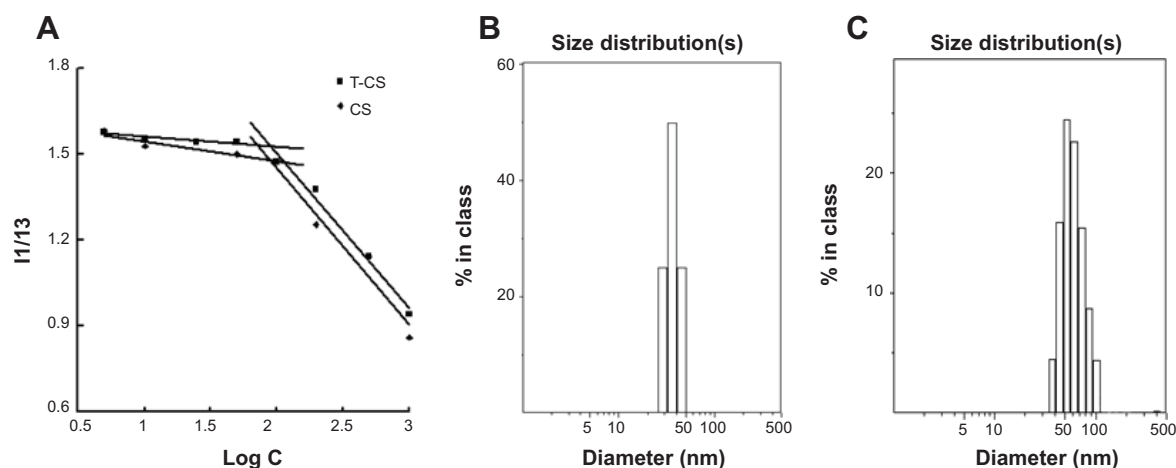 A
1.8
1.5
1.2
0.9
0.6
I1/13
0.5
1
1.5
2
2.5
3
Log C
T-CS
CS
B
Size distribution(s)
60
40
20
% in class
5 10 50 100 500
Diameter (nm)
C
Size distribution(s)
20
10
% in class
5 10 50 100 500
Diameter (nm)